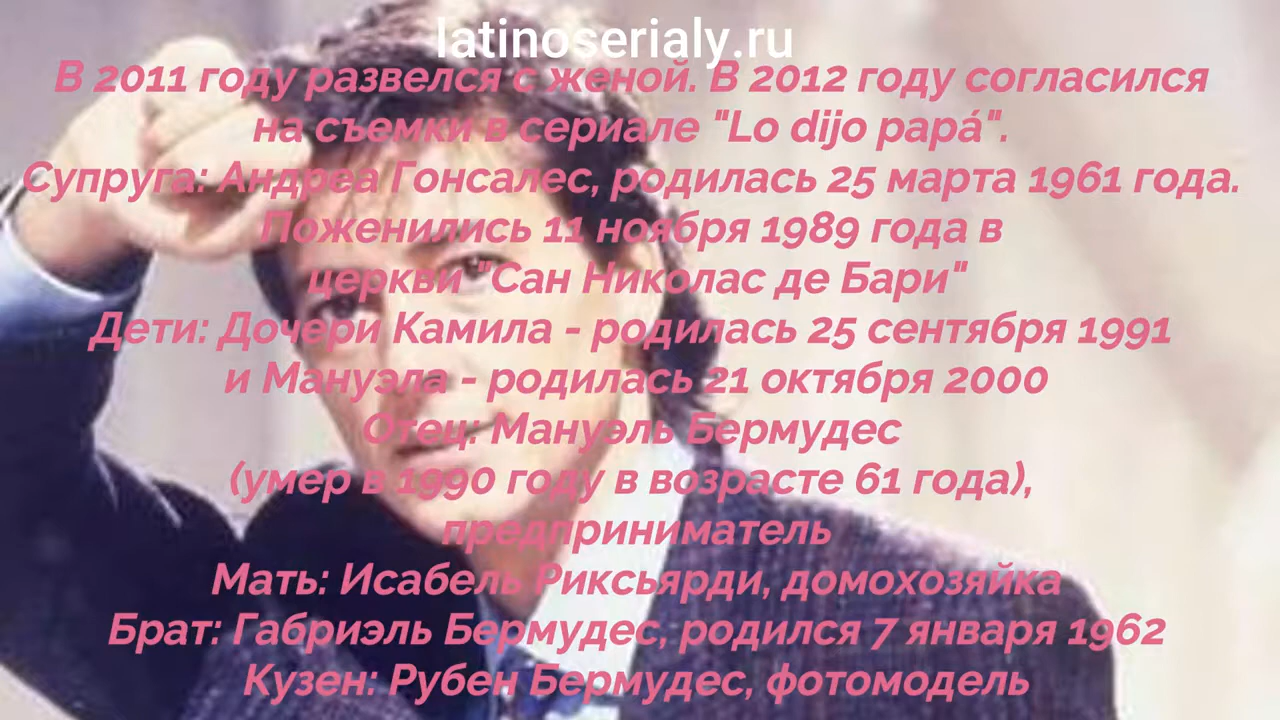 latinoserialy.ru
В 2011 году развелся с женой. В 2012 году согласился
на съемки в сериале "Lo dijo papá".
Супруга: Андреа Гонсалес, родилась 25 марта 1961 года.
Поженились 11 ноября 1989 года в
церкви "Сан Николас де Бари"
Дети: Дочери Камила - родилась 25 сентября 1991
и Мануэла - родилась 21 октября 2000
Отец: Мануэль Бермудес
(умер в 1990 году в возрасте 61 года),
предприниматель
Мать: Исабель Риксьярди, домохозяйка
Брат: Габриэль Бермудес, родился 7 января 1962
Кузен: Рубен Бермудес, фотомодель